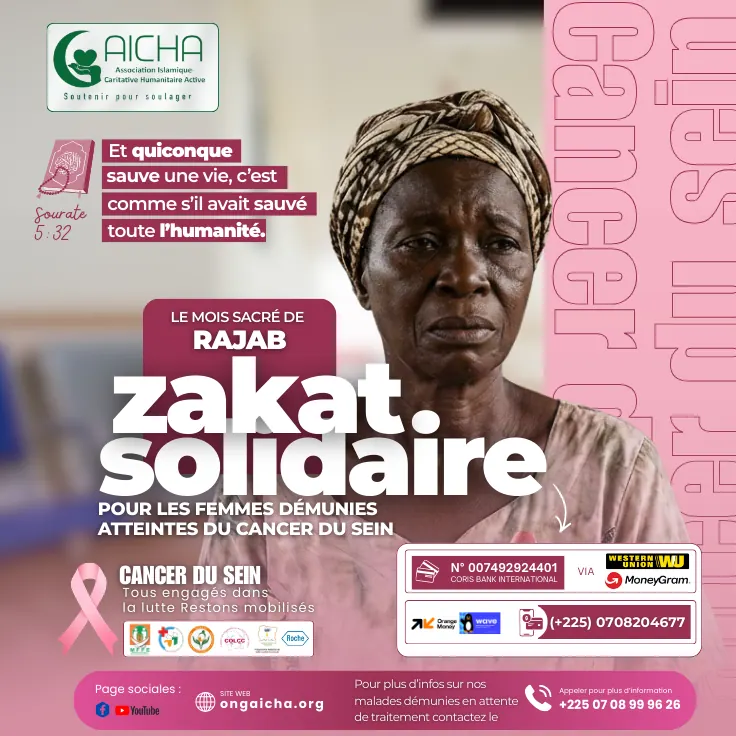 AICHA
Association Islamique
Caritative Humanitaire Active
Soutenir pour soulager
Et quiconque
sauve une vie, c'est
comme s'il avait sauvé
toute l'humanité.
Sourate
5:32
cancer du sein
LE MOIS SACRÉ DE
RAJAB
zakat
solidaire
POUR LES FEMMES DÉMUNIES
ATTEINTES DU CANCER DU SEIN
CANCER DU SEIN
Tous engagés dans
la lutte Restons mobilisés
COLCC
Roche
N° 007492924401
CORIS BANK INTERNATIONAL
VIA
WESTERN UNION WU
MoneyGram
Orange Money
wave
(+225) 0708204677
Page sociales :
YouTube
SITE WEB
ongaicha.org
Pour plus d'infos sur nos
malades démunies en attente
de traitement contactez le
Appeler pour plus d'information
+225 07 08 99 96 26